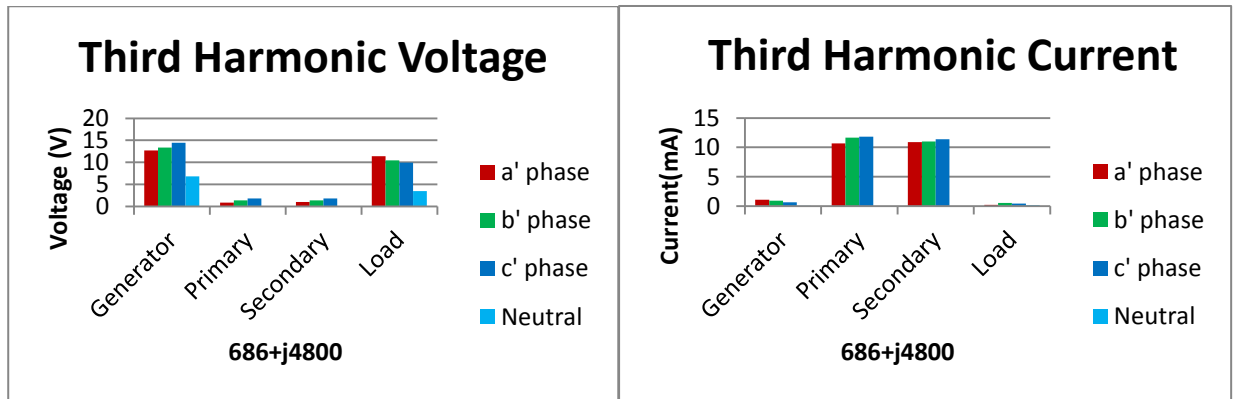 Third Harmonic Voltage
Voltage (V)
20
15
10
5
0
Generator
Primary
Secondary
Load
686+j4800
a' phase
b' phase
c' phase
Neutral
Third Harmonic Current
Current(mA)
15
10
5
0
Generator
Primary
Secondary
Load
686+j4800
a' phase
b' phase
c' phase
Neutral